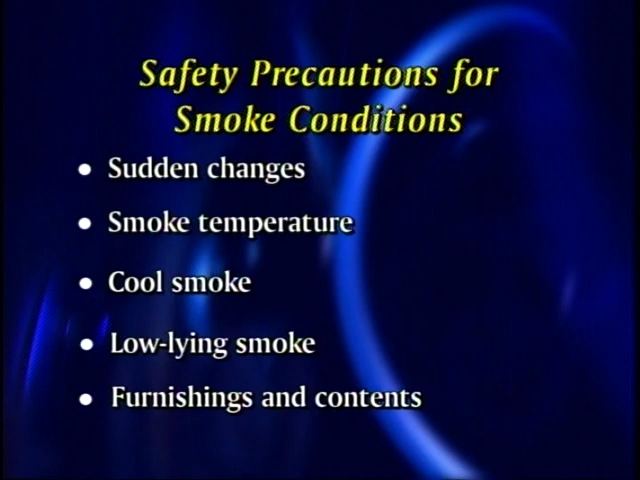 Safety Precautions for
Smoke Conditions
• Sudden changes
• Smoke temperature
• Cool smoke
• Low-lying smoke
• Furnishings and contents